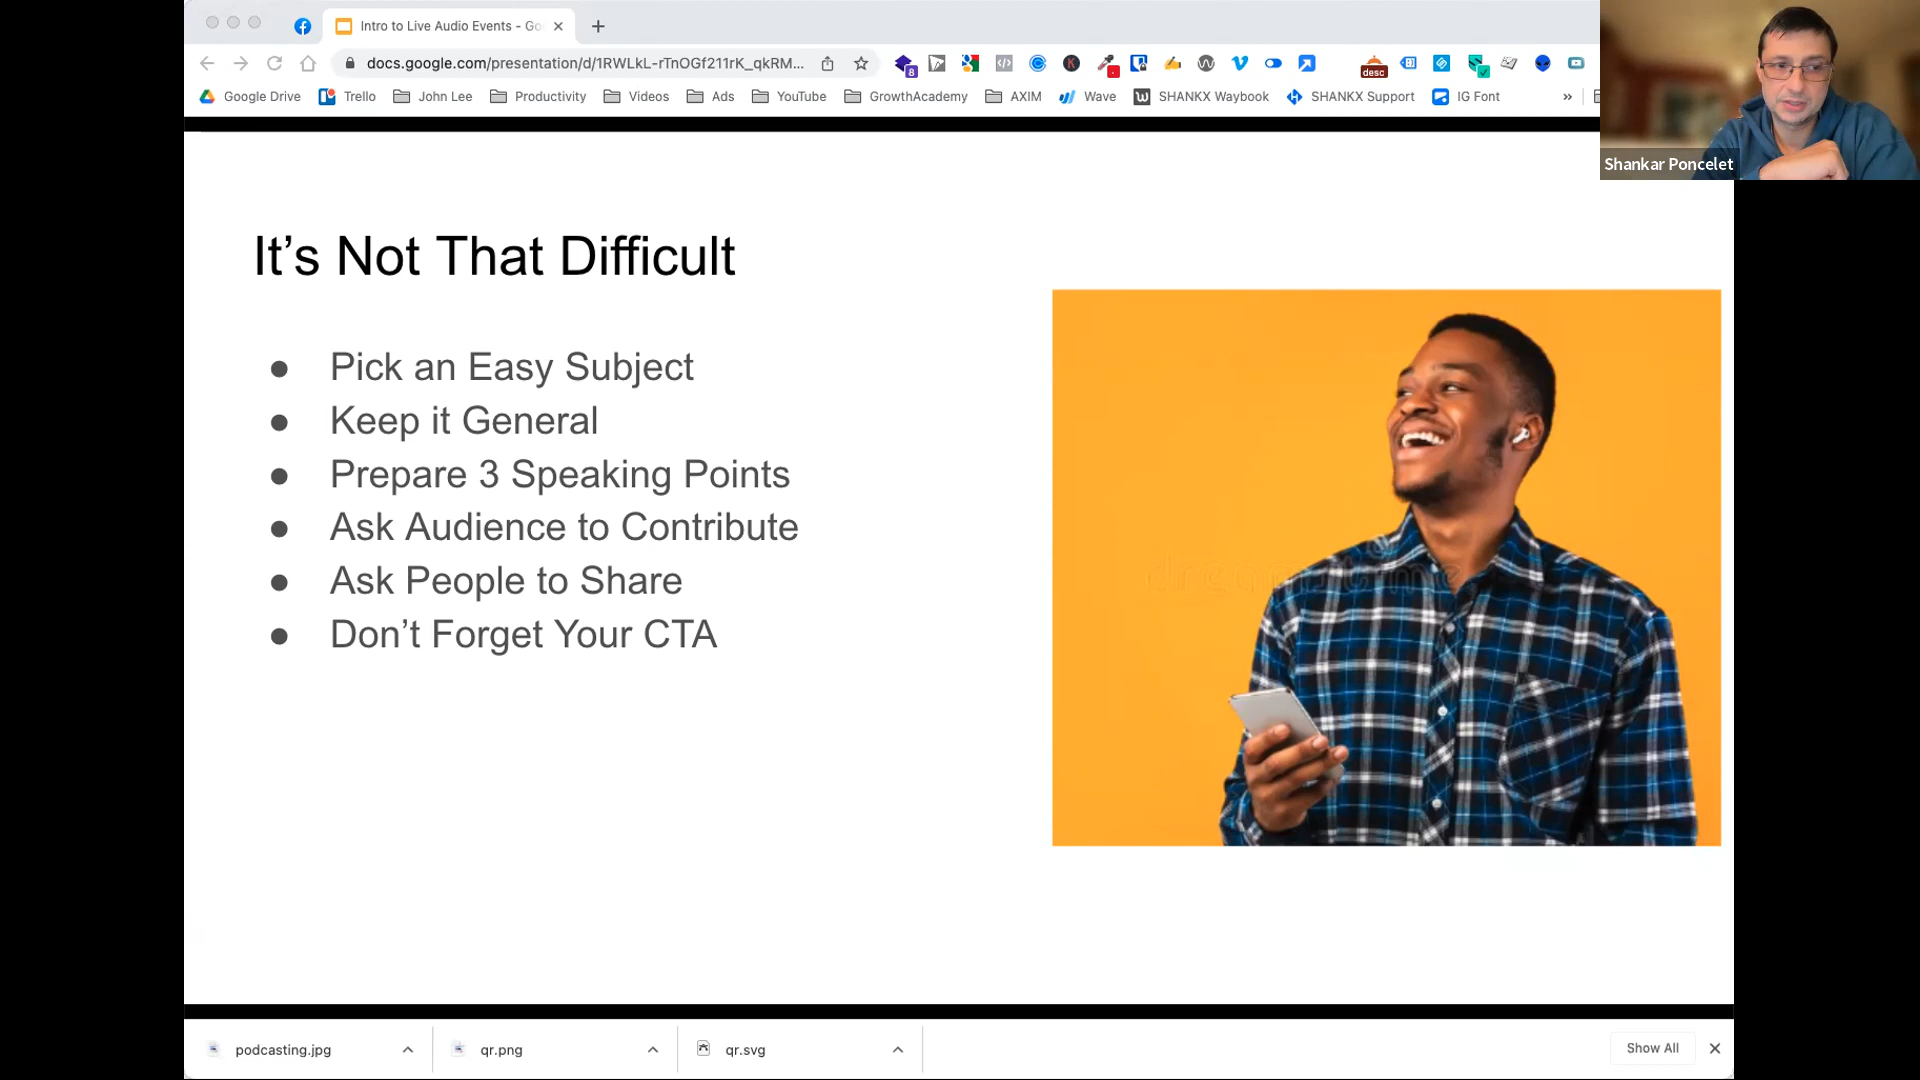 Intro to Live Audio Events - Go
docs.google.com/presentation/d/1RWLkL-rTnOGf211rK_qkRM...
8
desc
Google Drive
Trello
John Lee
Productivity
Videos
Ads
YouTube
GrowthAcademy
AXIM
Wave
SHANKX Waybook
SHANKX Support
IG Font
»
Shankar Poncelet
It’s Not That Difficult
● Pick an Easy Subject
● Keep it General
● Prepare 3 Speaking Points
● Ask Audience to Contribute
● Ask People to Share
● Don’t Forget Your CTA
podcasting.jpg
qr.png
qr.svg
Show All